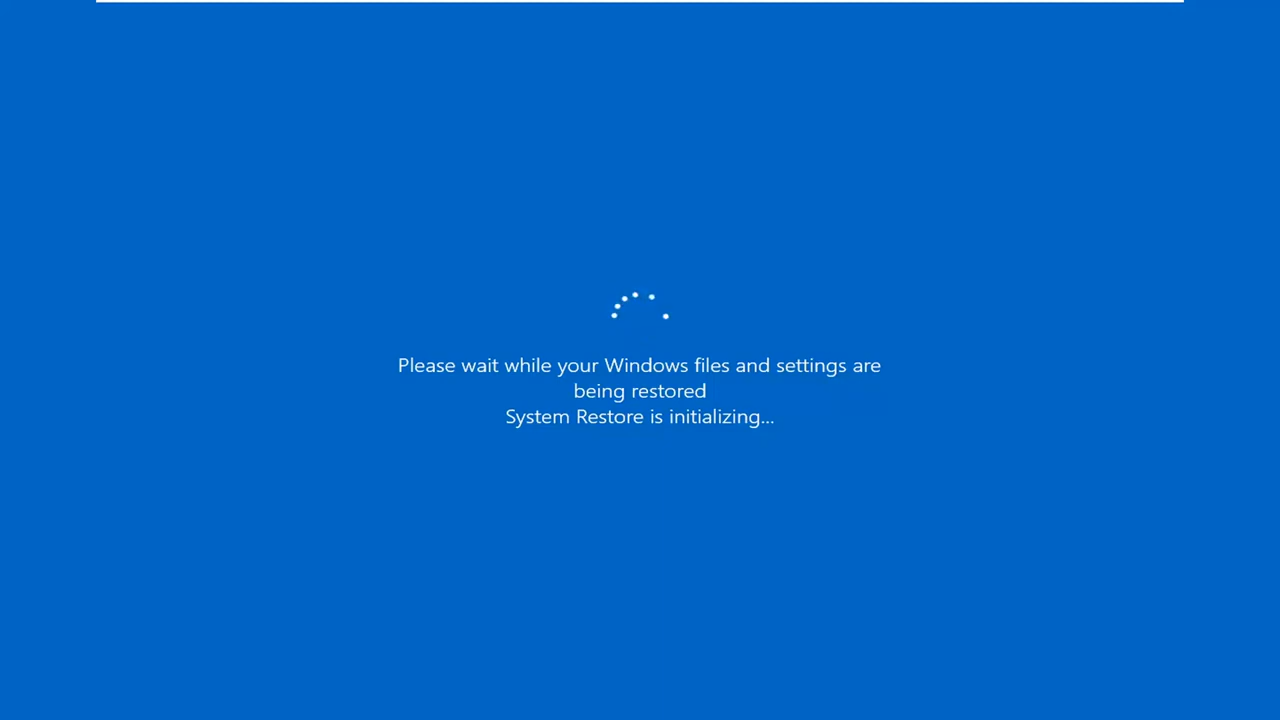 Please wait while your Windows files and settings are
being restored
System Restore is initializing...